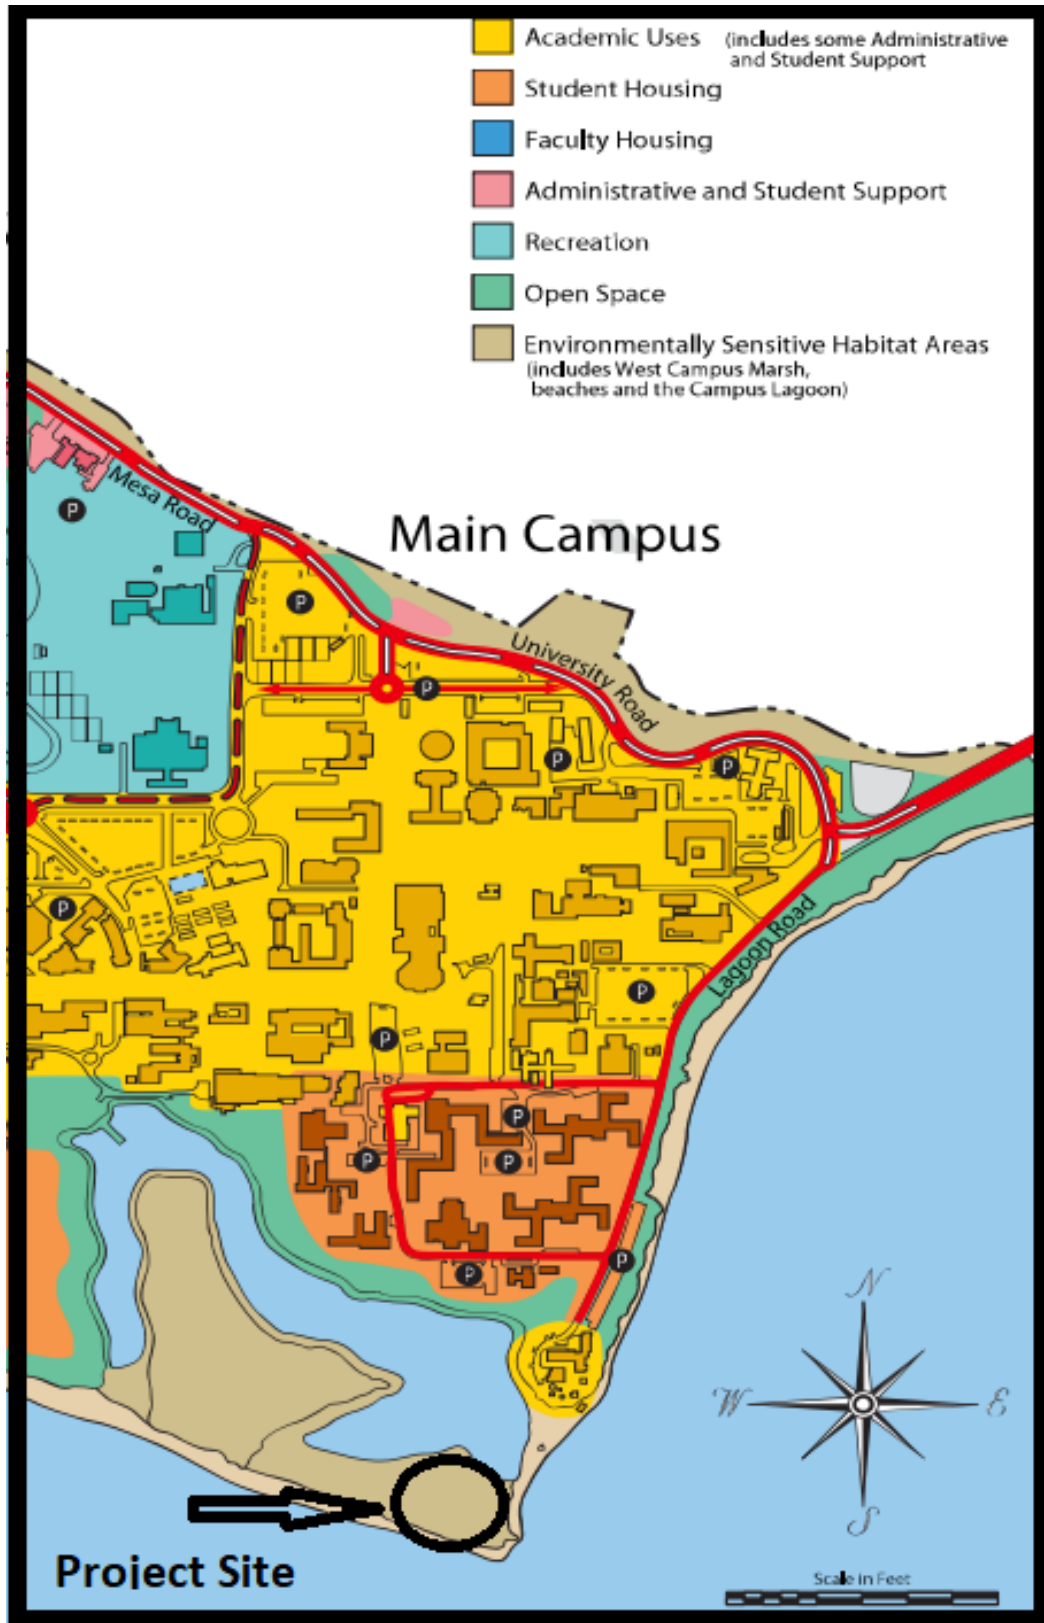 Academic Uses (includes some Administrative
and Student Support
Student Housing
Faculty Housing
Administrative and Student Support
Recreation
Open Space
Environmentally Sensitive Habitat Areas
(includes West Campus Marsh,
beaches and the Campus Lagoon)
Mesa Road
P
Main Campus
P
University Road
P
P
P
P
Lagoon Road
P
P
P
P
P
P
P
N
W
E
S
Project Site
Scale in Feet